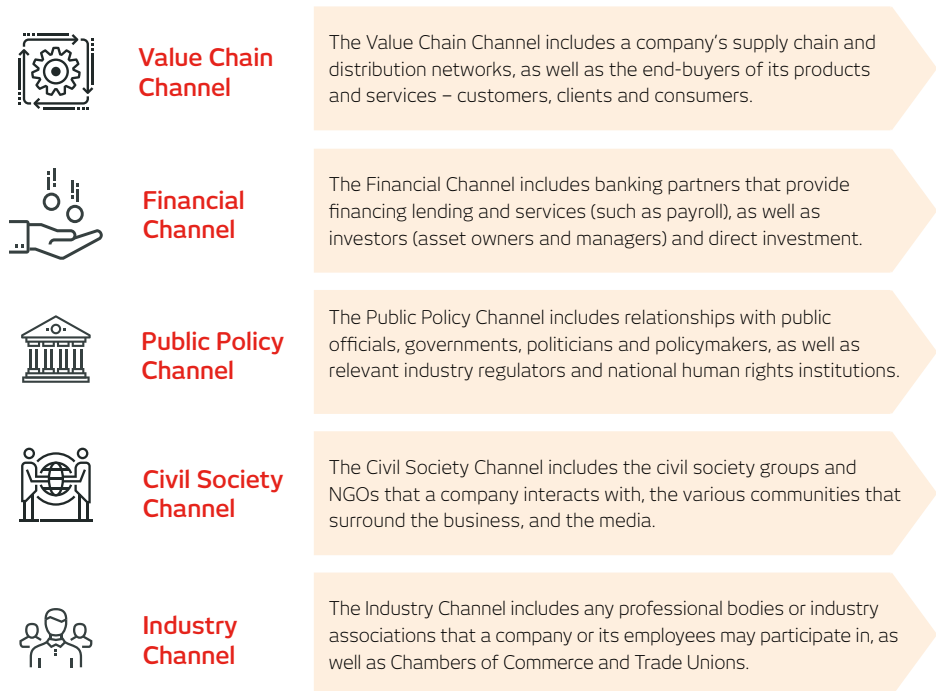 Value Chain
Channel
The Value Chain Channel includes a company’s supply chain and
distribution networks, as well as the end-buyers of its products
and services – customers, clients and consumers.
Financial
Channel
The Financial Channel includes banking partners that provide
financing lending and services (such as payroll), as well as
investors (asset owners and managers) and direct investment.
Public Policy
Channel
The Public Policy Channel includes relationships with public
officials, governments, politicians and policymakers, as well as
relevant industry regulators and national human rights institutions.
Civil Society
Channel
The Civil Society Channel includes the civil society groups and
NGOs that a company interacts with, the various communities that
surround the business, and the media.
Industry
Channel
The Industry Channel includes any professional bodies or industry
associations that a company or its employees may participate in, as
well as Chambers of Commerce and Trade Unions.